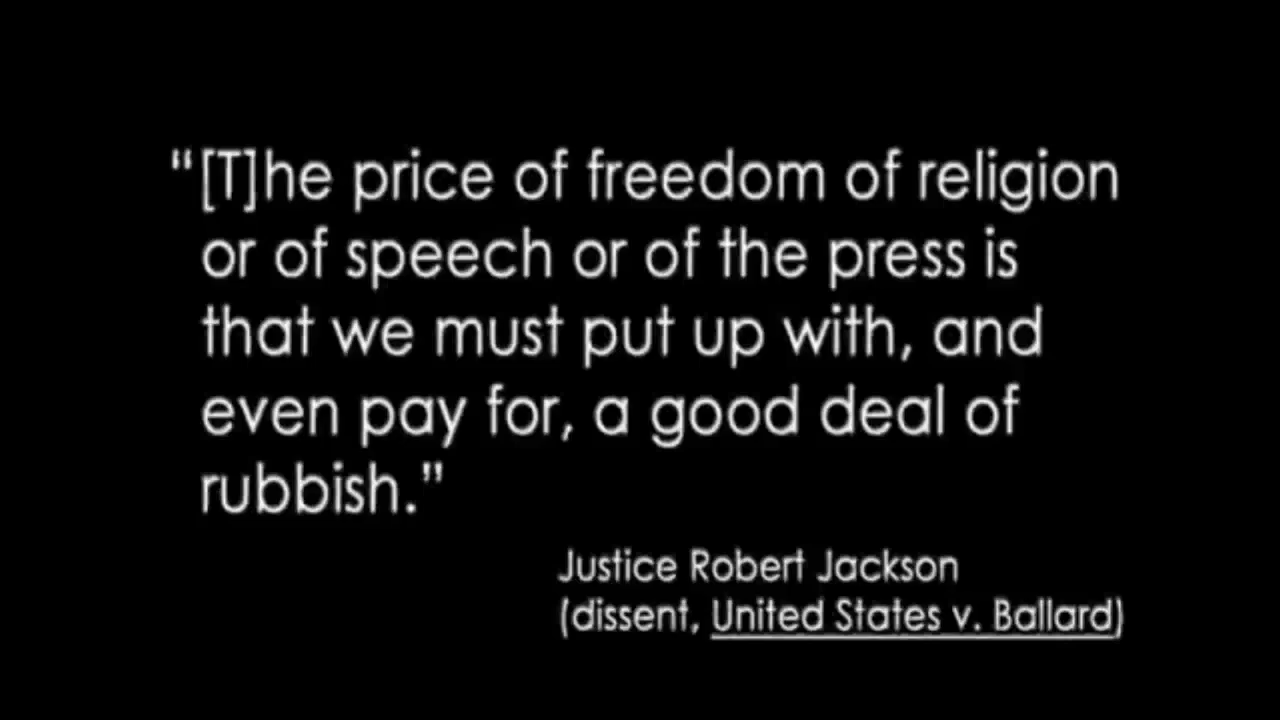 “[T]he price of freedom of religion
or of speech or of the press is
that we must put up with, and
even pay for, a good deal of
rubbish.”
Justice Robert Jackson
(dissent, United States v. Ballard)